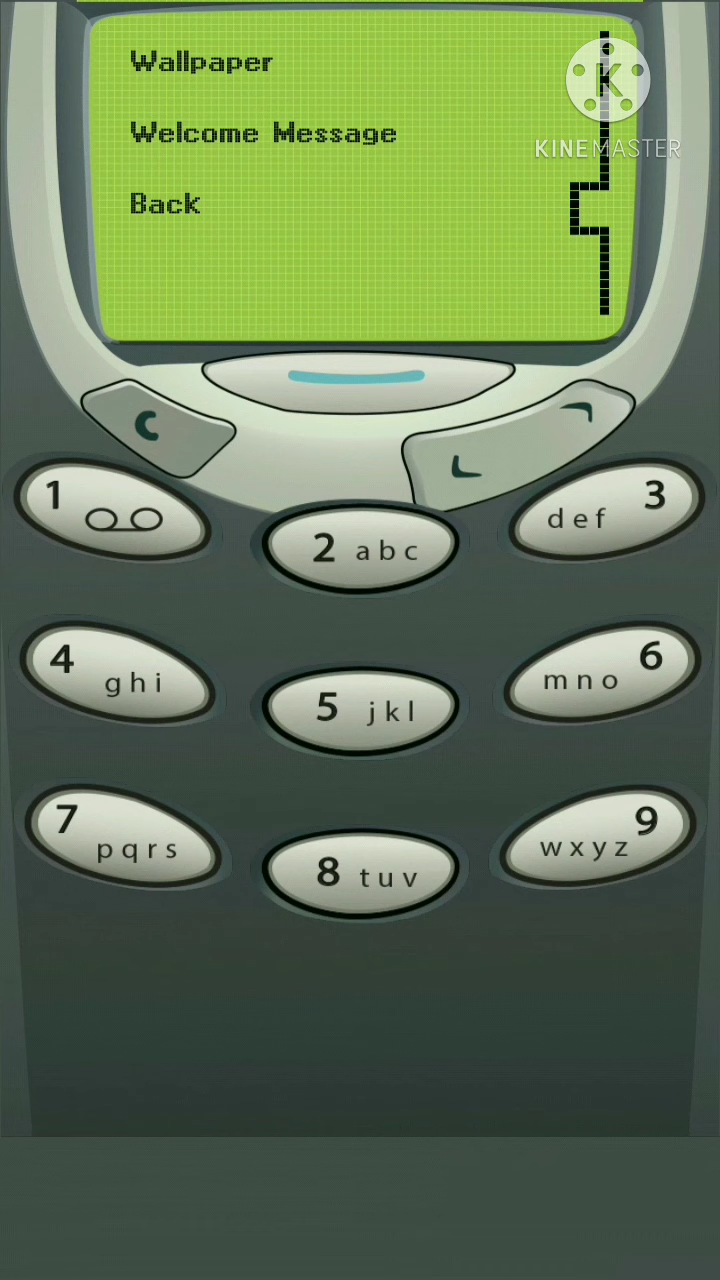 Wallpaper
Welcome Message
Back
K
KINEMASTER
C
1
2 abc
def 3
4 ghi
5 jkl
mno 6
7 pqrs
8 tuv
wxyz 9